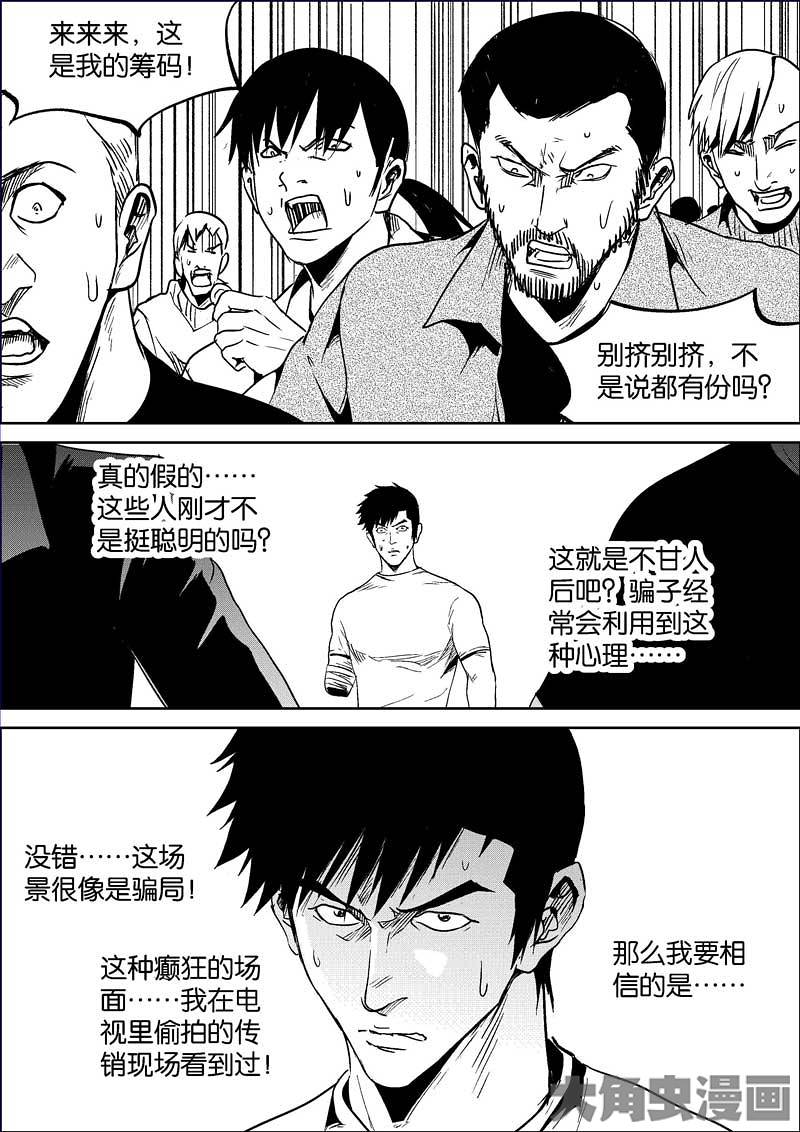 来来来，这
是我的筹码！
别挤别挤，不
是说都有份吗？
真的假的……
这些人刚才不
是挺聪明的吗？
这就是不甘人
后吧？骗子经
常会利用到这
种心理……
没错……这场
景很像是骗局！
这种癫狂的场
面……我在电
视里偷拍的传
销现场看到过！
那么我要相
信的是……
大角虫漫画